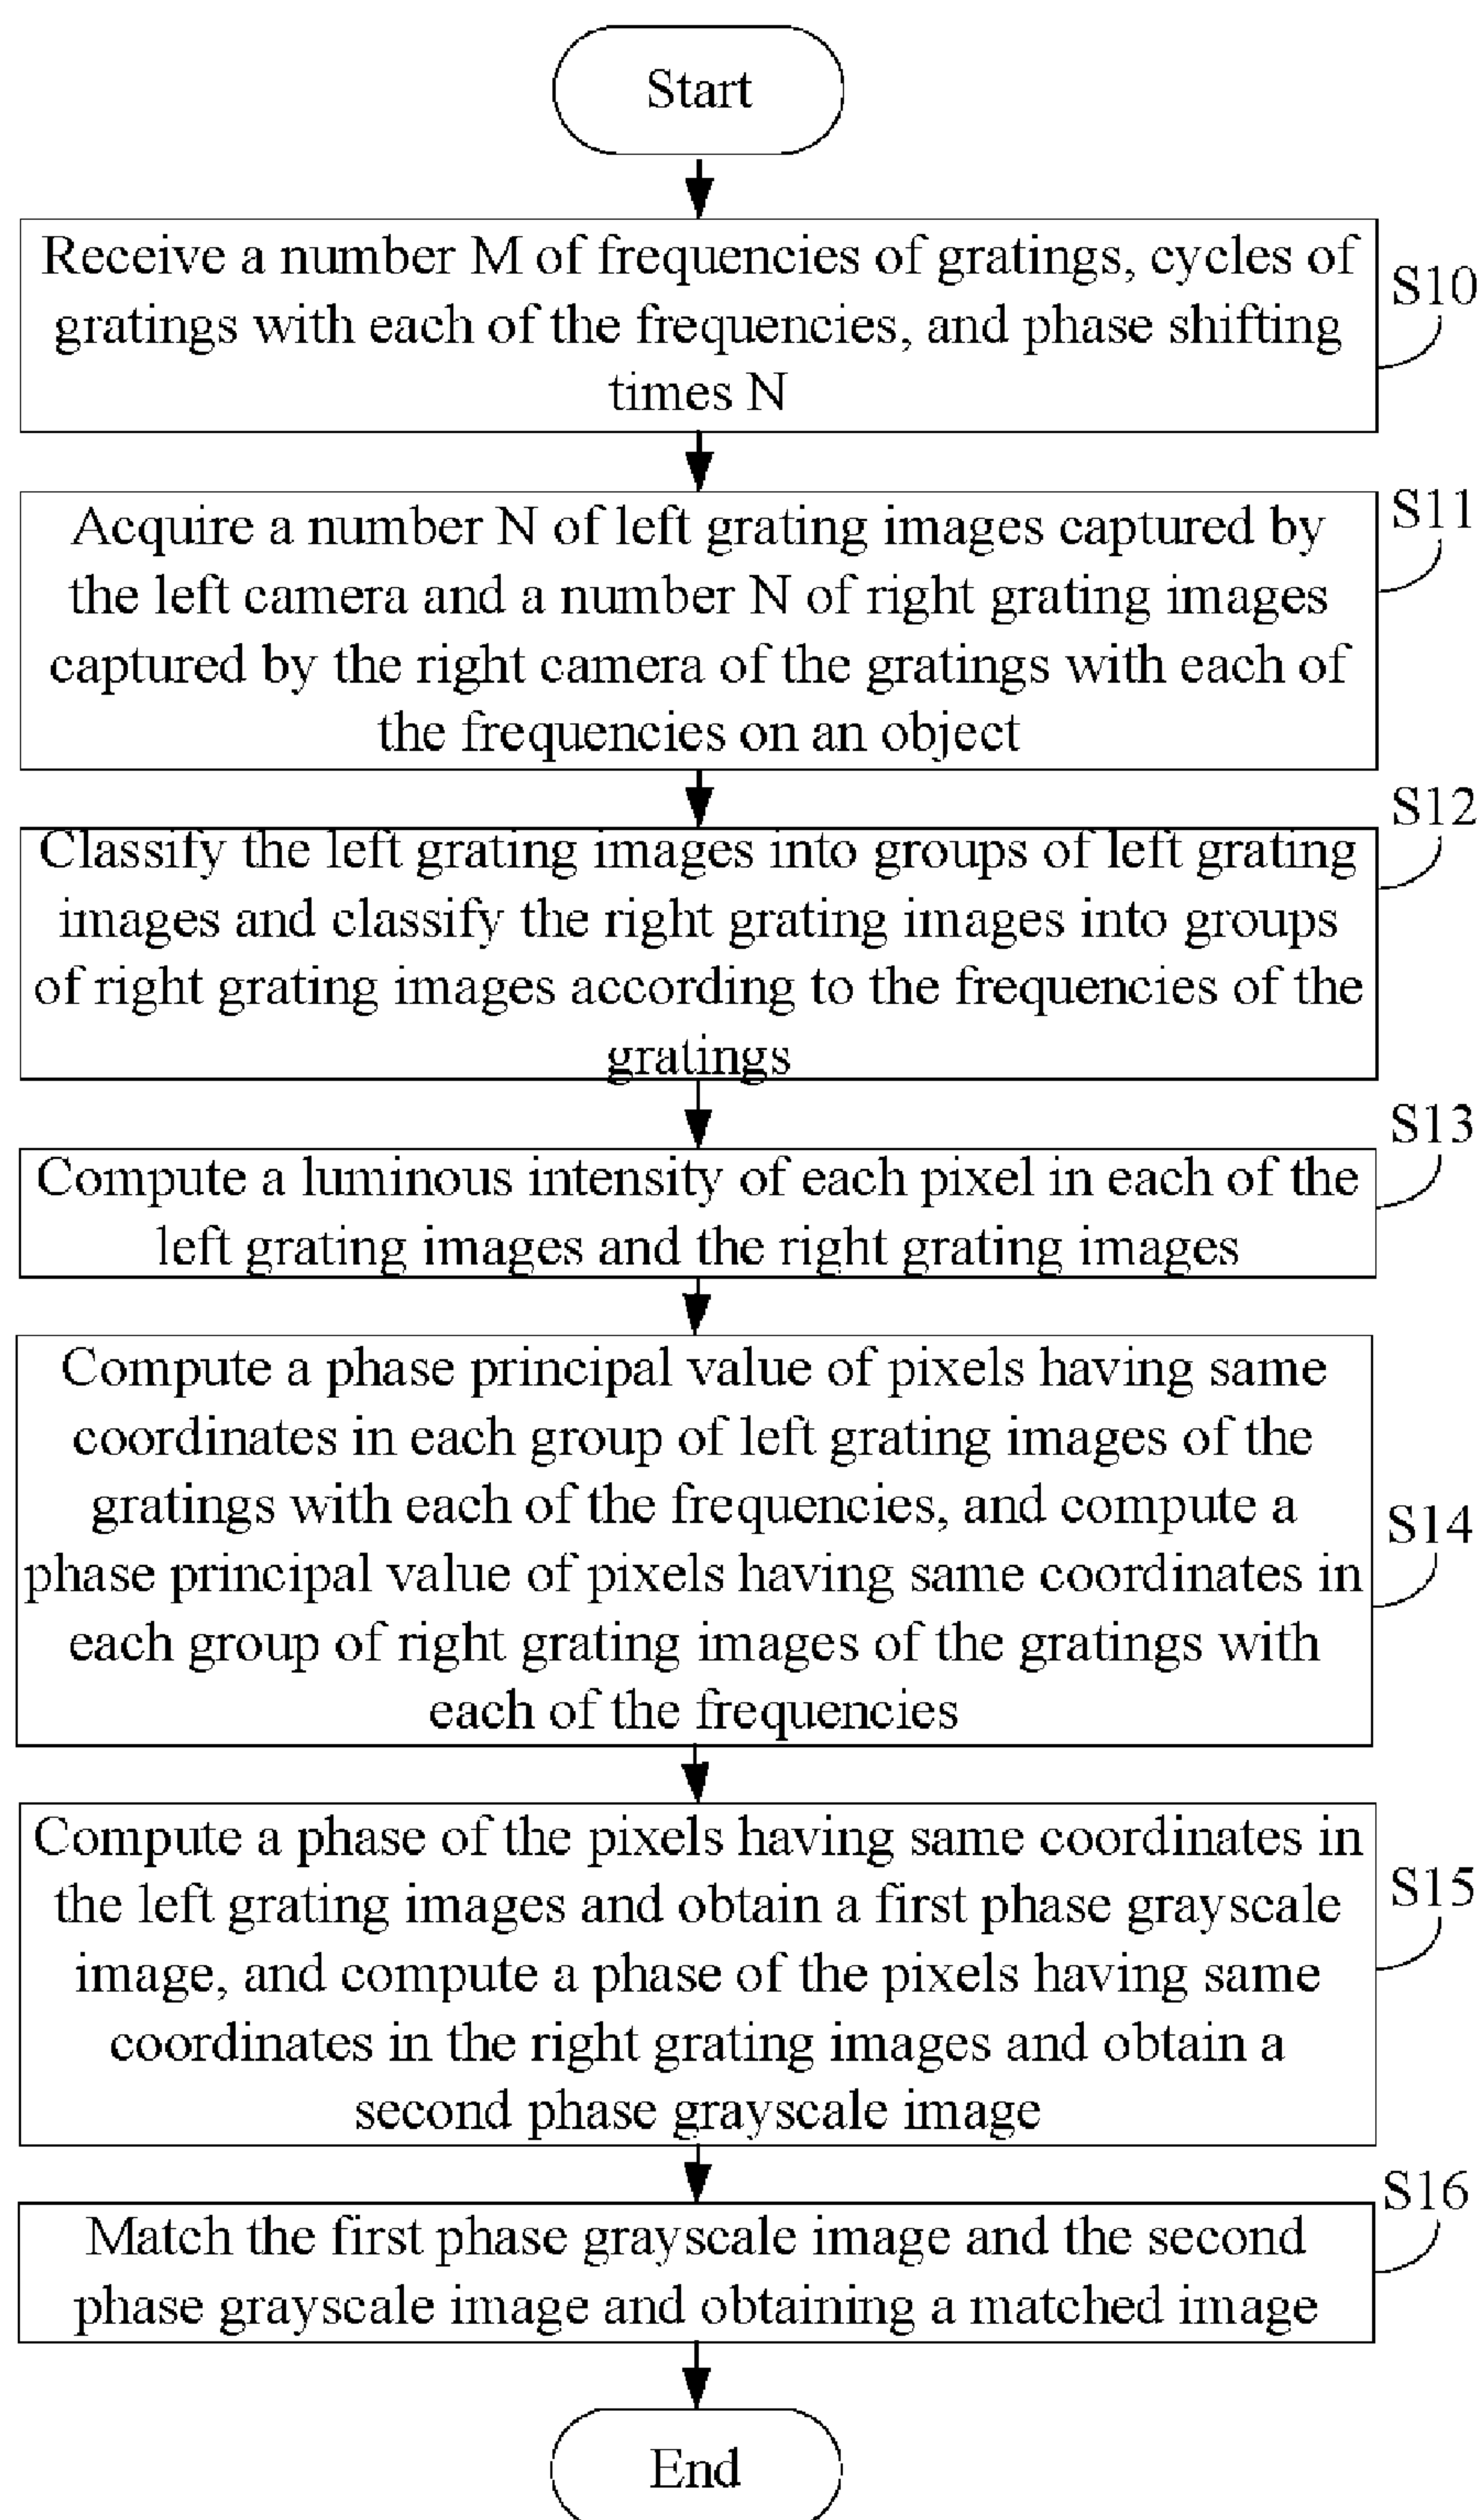 Start
Receive a number M of frequencies of gratings, cycles of
gratings with each of the frequencies, and phase shifting
times N
S10
Acquire a number N of left grating images captured by
the left camera and a number N of right grating images
captured by the right camera of the gratings with each of
the frequencies on an object
S11
Classify the left grating images into groups of left grating
images and classify the right grating images into groups
of right grating images according to the frequencies of the
gratings
S12
Compute a luminous intensity of each pixel in each of the
left grating images and the right grating images
S13
Compute a phase principal value of pixels having same
coordinates in each group of left grating images of the
gratings with each of the frequencies, and compute a
phase principal value of pixels having same coordinates in
each group of right grating images of the gratings with
each of the frequencies
S14
Compute a phase of the pixels having same coordinates in
the left grating images and obtain a first phase grayscale
image, and compute a phase of the pixels having same
coordinates in the right grating images and obtain a
second phase grayscale image
S15
Match the first phase grayscale image and the second
phase grayscale image and obtaining a matched image
S16
End